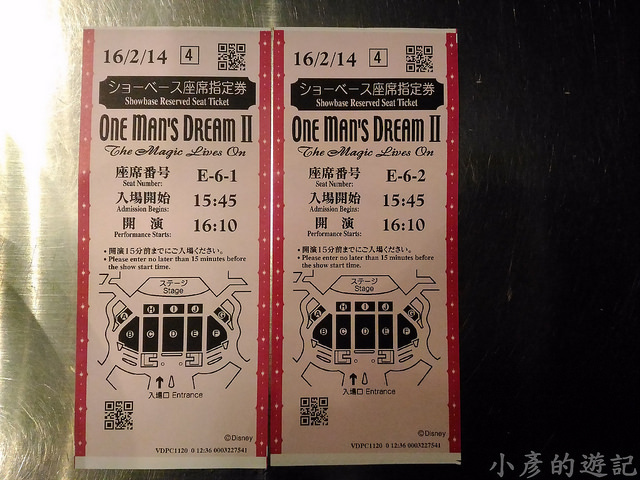 16/2/14 4
ショーベース座席指定券
Showbase Reserved Seat Ticket
ONE MAN'S DREAM II
The Magic Lives On
座席番号 E-6-1
Seat Number:
入場開始 15:45
Admission Begins:
開 演 16:10
Performance Starts:
・開演15分前までにご入場ください。
・Please enter no later than 15 minutes before
the show start time.
ステージ
Stage
A H I J G
B C D E F
入場口 Entrance
©Disney
VDPC1120 0 12:36 0003227541
16/2/14 4
ショーベース座席指定券
Showbase Reserved Seat Ticket
ONE MAN'S DREAM II
The Magic Lives On
座席番号 E-6-2
Seat Number:
入場開始 15:45
Admission Begins:
開 演 16:10
Performance Starts:
・開演15分前までにご入場ください。
・Please enter no later than 15 minutes before
the show start time.
ステージ
Stage
A H I J G
B C D E F
入場口 Entrance
©Disney
VDPC1120 0 12:36 0003227541
小彥的遊記